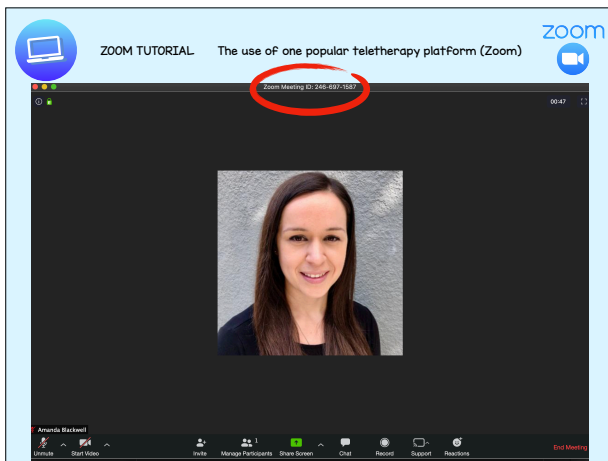 zoom
ZOOM TUTORIAL The use of one popular teletherapy platform (Zoom)
Zoom Meeting ID: 246-697-1587
00:47
Amanda Blackwell
1
Unmute Start Video Invite Manage Participants Share Screen Chat Record Support Reactions End Meeting